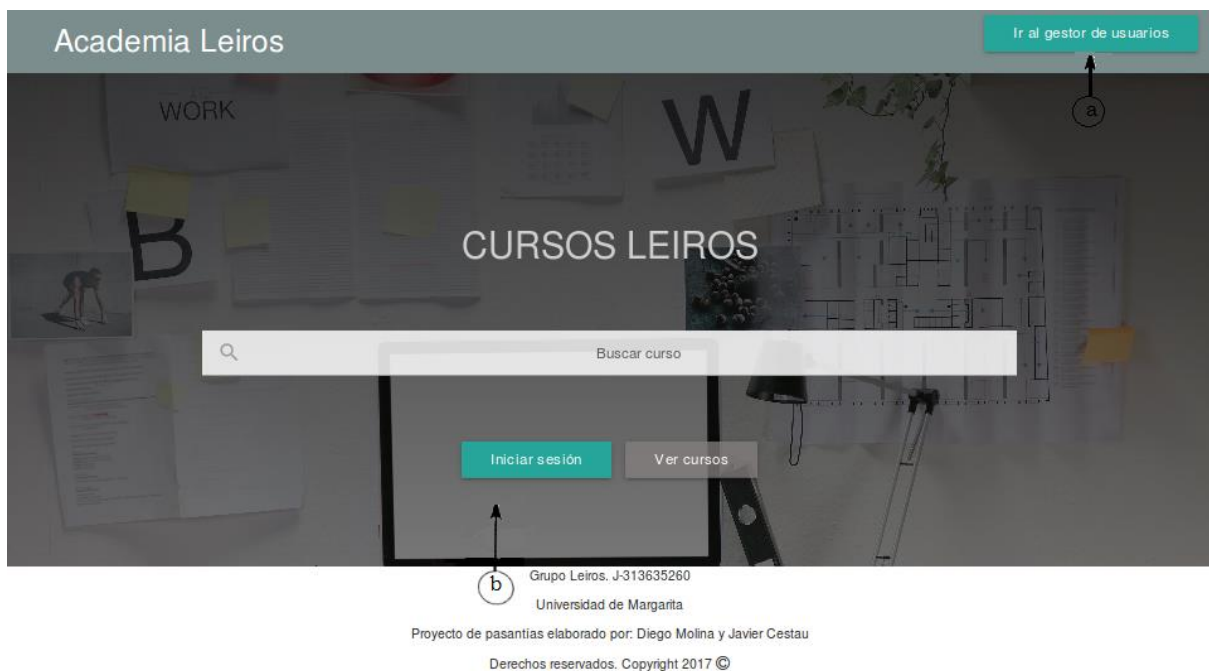 Academia Leiros
Ir al gestor de usuarios
a
WORK
W
B
CURSOS LEIROS
Buscar curso
Iniciar sesión
Ver cursos
b
Grupo Leiros. J-313635260
Universidad de Margarita
Proyecto de pasantías elaborado por: Diego Molina y Javier Cestau
Derechos reservados. Copyright 2017 ©